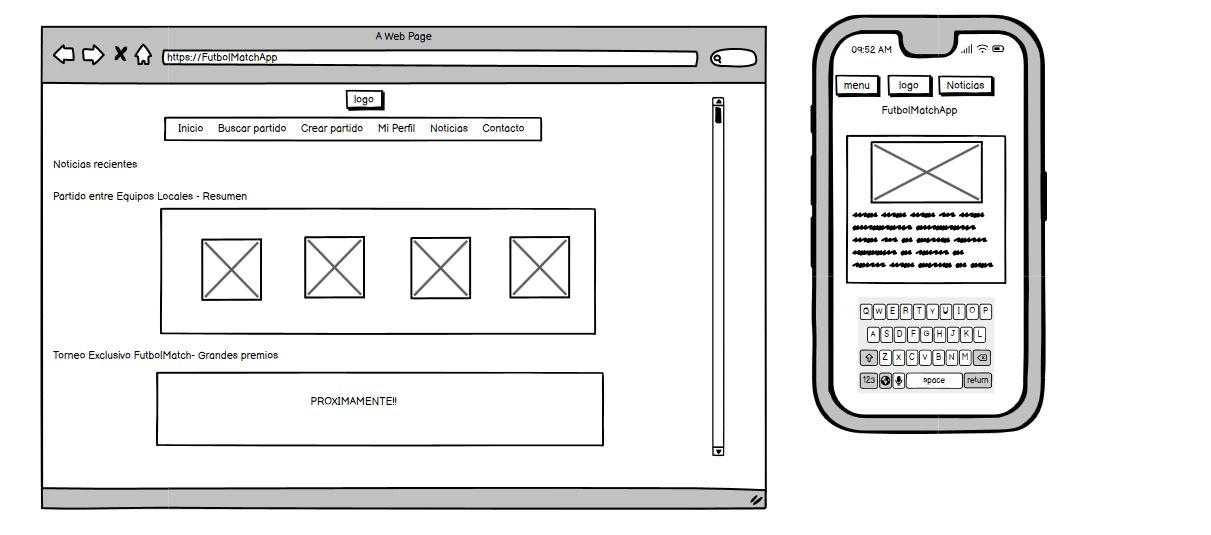 A Web Page
https://FutbolMatchApp
logo
Inicio Buscar partido Crear partido Mi Perfil Noticias Contacto
Noticias recientes
Partido entre Equipos Locales - Resumen
Torneo Exclusivo FutbolMatch- Grandes premios
PROXIMAMENTE!!
09:52 AM
menu logo Noticias
FutbolMatchApp
Q W E R T Y U I O P
A S D F G H J K L
Z X C V B N M
123 space return